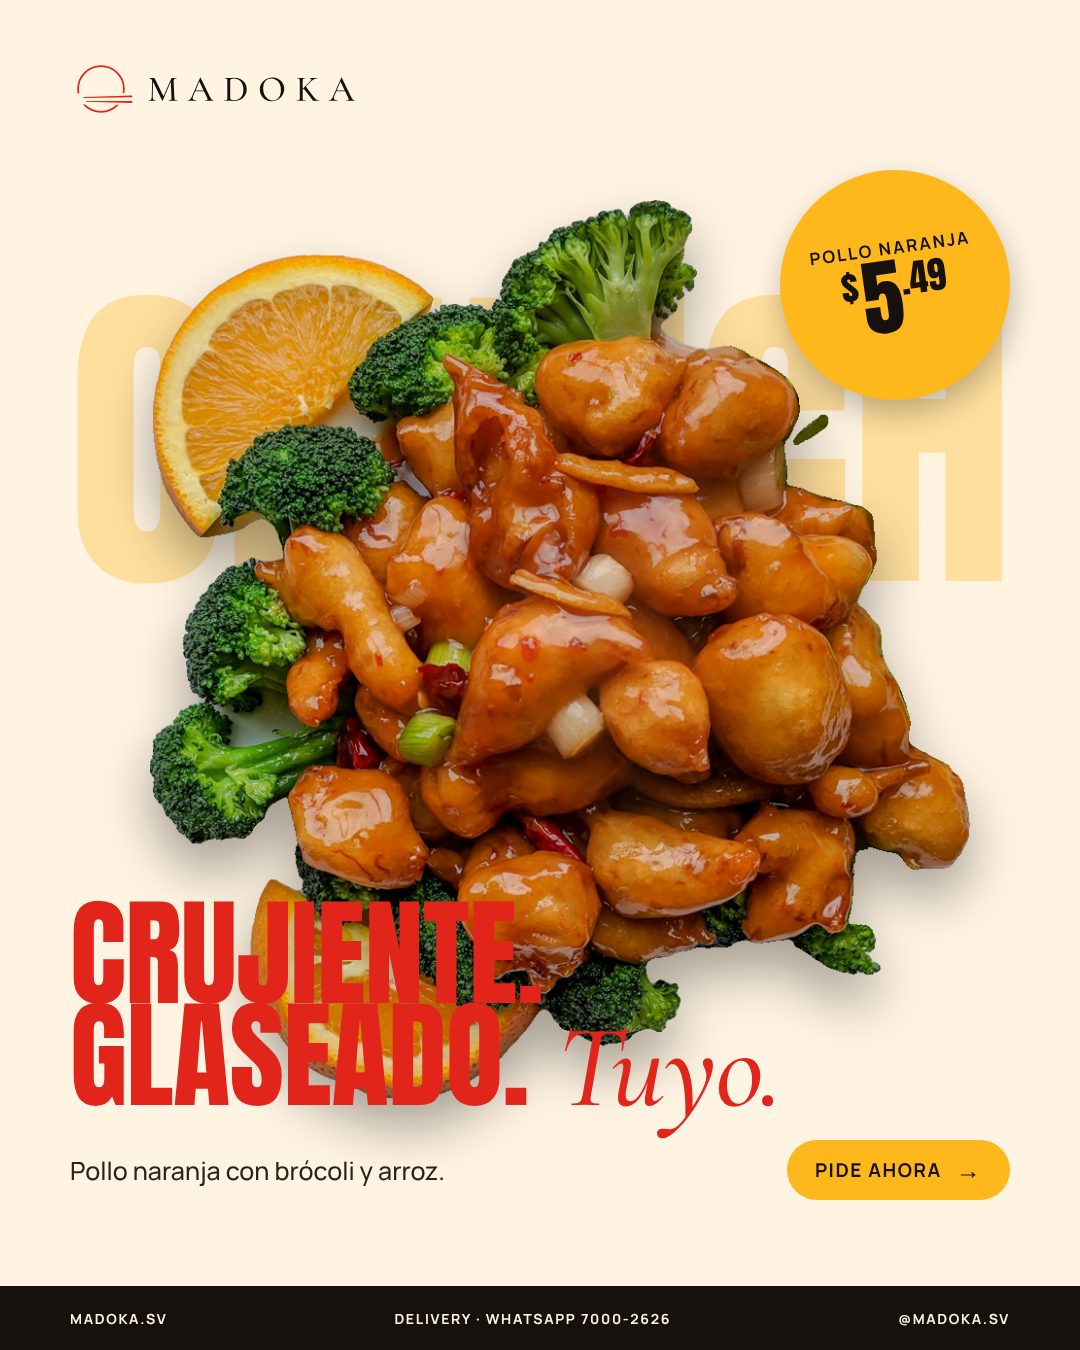 MADOKA
POLLO NARANJA
$5.49
CRUJIENTE.
GLASEADO. Tuyo.
Pollo naranja con brócoli y arroz.
PIDE AHORA →
MADOKA.SV
DELIVERY · WHATSAPP 7000-2626
@MADOKA.SV